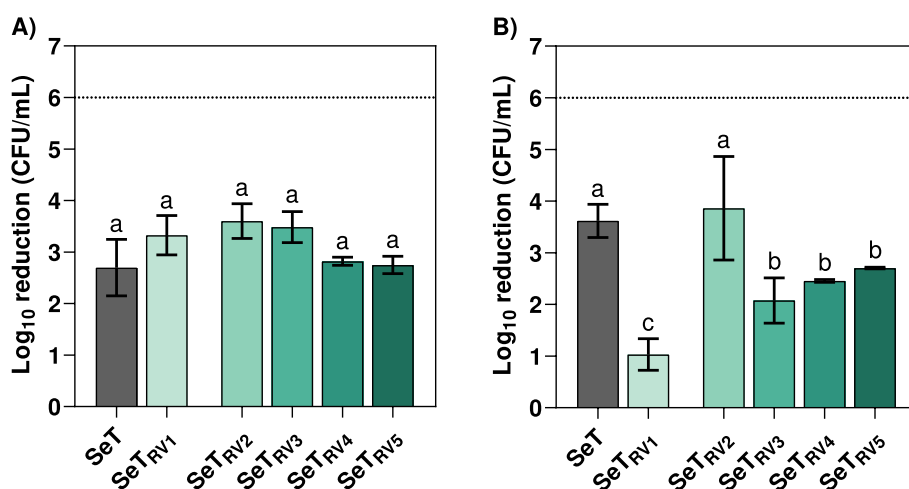 A)
Log10 reduction (CFU/mL)
7
6
5
4
3
2
1
0
a
a
a
a
a
a
SeT
SeTRV1
SeTRV2
SeTRV3
SeTRV4
SeTRV5
B)
Log10 reduction (CFU/mL)
7
6
5
4
3
2
1
0
a
c
a
b
b
b
SeT
SeTRV1
SeTRV2
SeTRV3
SeTRV4
SeTRV5